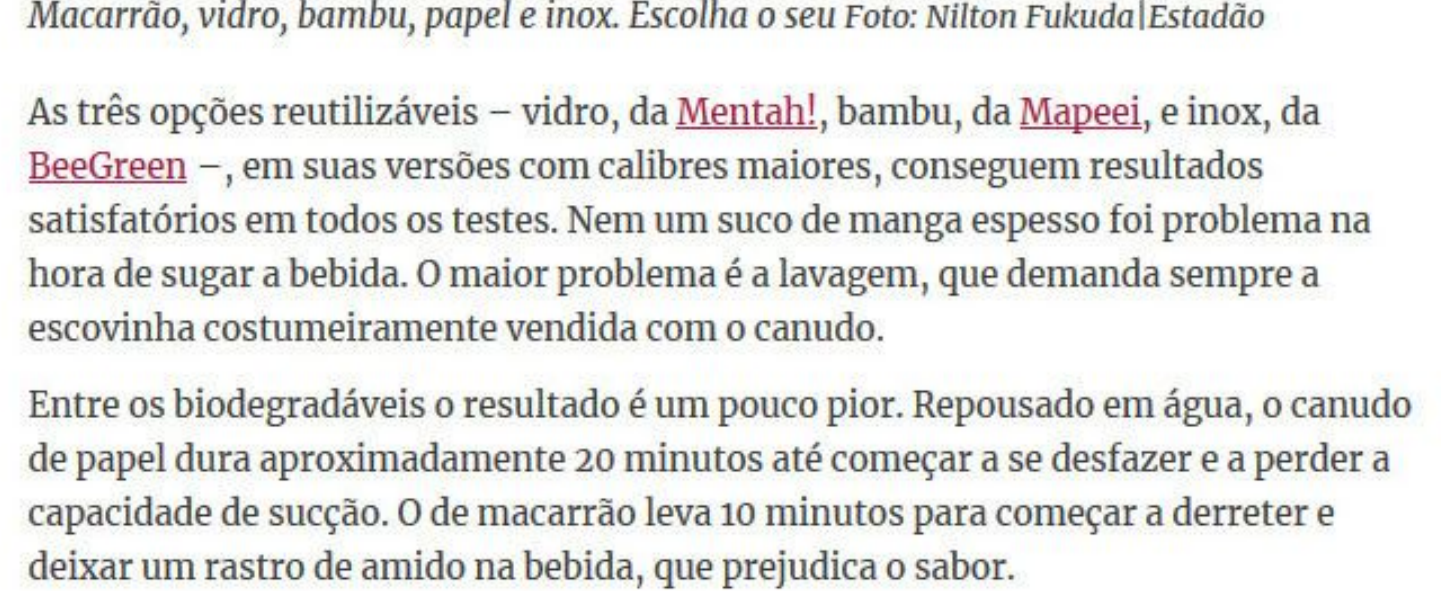 Macarrão, vidro, bambu, papel e inox. Escolha o seu Foto: Nilton Fukuda|Estadão
As três opções reutilizáveis – vidro, da Mentah!, bambu, da Mapeei, e inox, da
BeeGreen –, em suas versões com calibres maiores, conseguem resultados
satisfatórios em todos os testes. Nem um suco de manga espesso foi problema na
hora de sugar a bebida. O maior problema é a lavagem, que demanda sempre a
escovinha costumeiramente vendida com o canudo.
Entre os biodegradáveis o resultado é um pouco pior. Repousado em água, o canudo
de papel dura aproximadamente 20 minutos até começar a se desfazer e a perder a
capacidade de sucção. O de macarrão leva 10 minutos para começar a derreter e
deixar um rastro de amido na bebida, que prejudica o sabor.